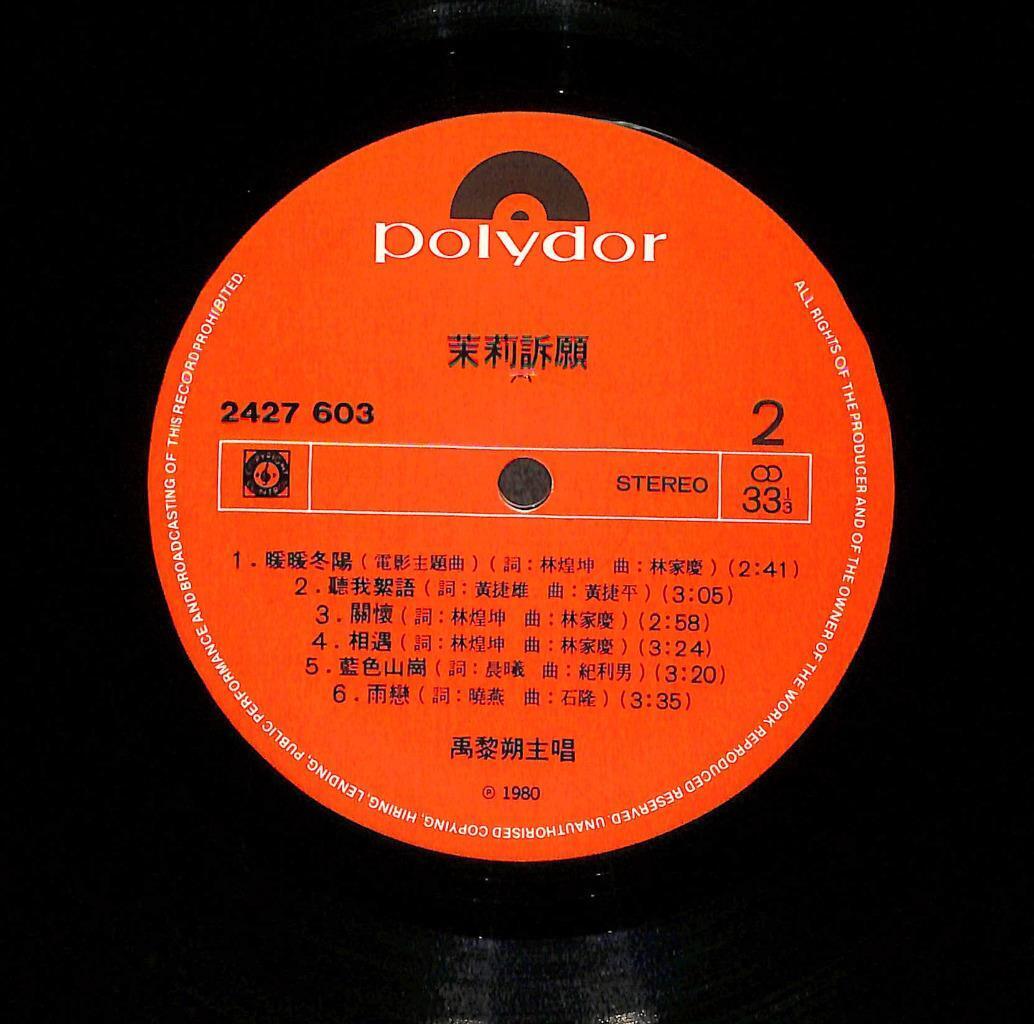 polydor
茉莉訴願
2427 603
2
STEREO
33 1/3
1 . 暖暖冬陽 ( 電影主題曲 ) ( 詞 : 林煌坤 曲 : 林家慶 ) (2:41)
2 . 聽我絮語 ( 詞 : 黃捷雄 曲 : 黃捷平 ) (3:05)
3 . 關懷 ( 詞 : 林煌坤 曲 : 林家慶 ) (2:58)
4 . 相遇 ( 詞 : 林煌坤 曲 : 林家慶 ) (3:24)
5 . 藍色山崗 ( 詞 : 晨曦 曲 : 紀利男 ) (3:20)
6 . 雨戀 ( 詞 : 曉燕 曲 : 石隆 ) (3:35)
禹黎朔主唱
℗ 1980
ALL RIGHTS OF THE PRODUCER AND OF THE OWNER OF THE WORK REPRODUCED RESERVED. UNAUTHORISED COPYING, HIRING, LENDING, PUBLIC PERFORMANCE AND BROADCASTING OF THIS RECORD PROHIBITED.